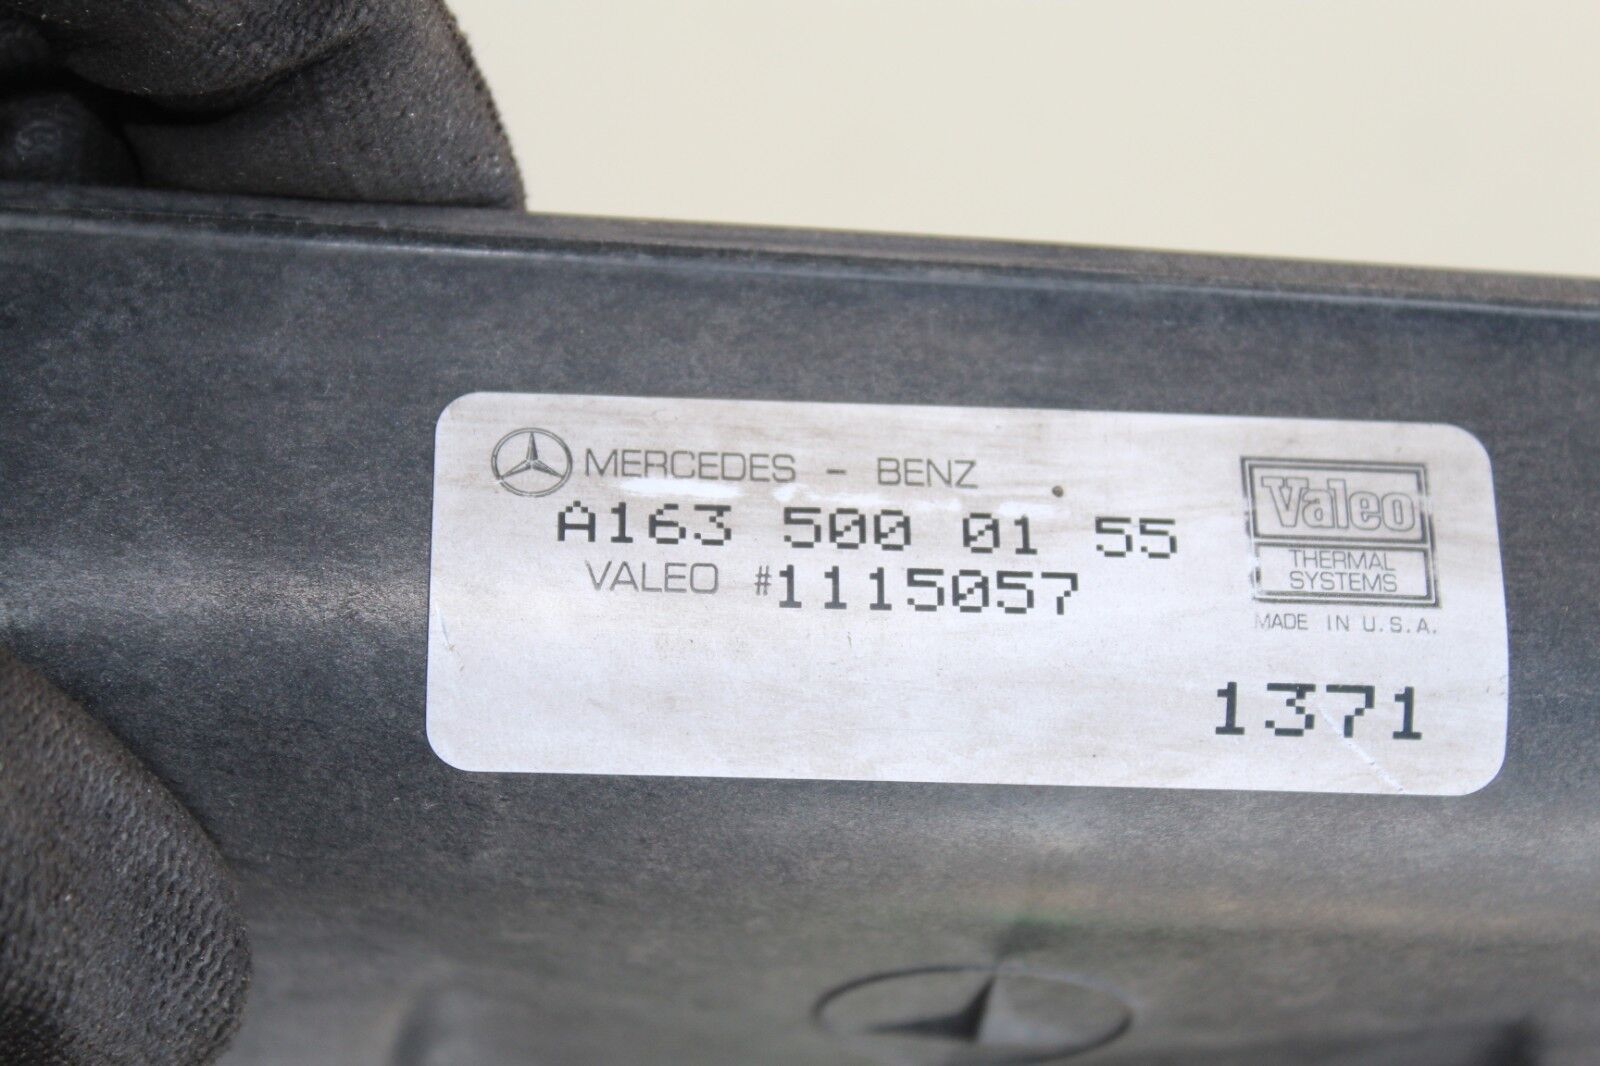 MERCEDES - BENZ
A163 500 01 55
VALEO #1115057
Valeo
THERMAL
SYSTEMS
MADE IN U.S.A.
1371